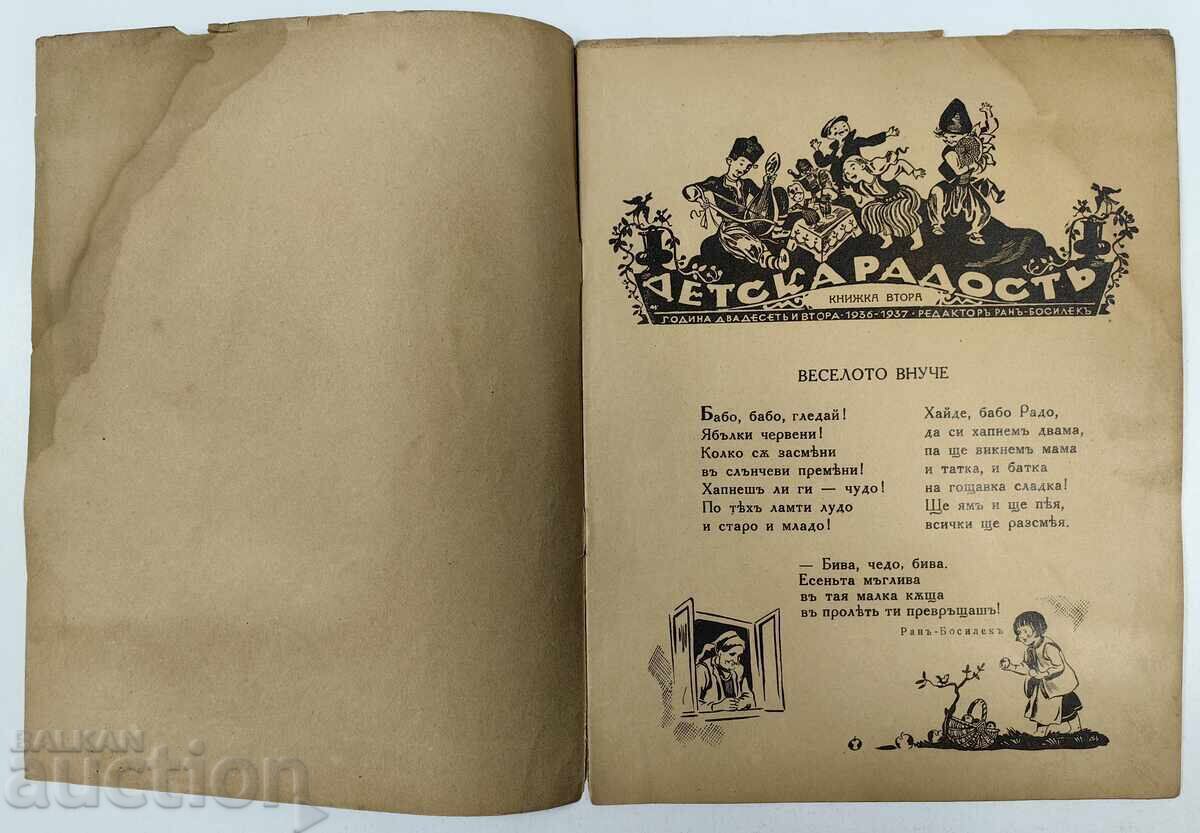 ДЕТСКА РАДОСТЬ
КНИЖКА ВТОРА
ГОДИНА ДВАДЕСЕТЬ И ВТОРА · 1936-1937 · РЕДАКТОРЪ РАНЪ-БОСИЛЕКЪ
ВЕСЕЛОТО ВНУЧЕ
Бабо, бабо, гледай!
Ябълки червени!
Колко сѫ засмѣни
въ слънчеви премѣни!
Хапнешъ ли ги — чудо!
По тѣхъ ламти лудо
и старо и младо!
Хайде, бабо Радо,
да си хапнемъ двама,
па ще викнемъ мама
и татка, и батка
на гощавка сладка!
Ще ямъ и ще пѣя,
всички ще разсмѣя.
— Бива, чедо, бива.
Есеньта мъглива
въ тая малка кѫща
въ пролѣть ти превръщашъ!
Ранъ-Босилекъ
BALKAN
auction